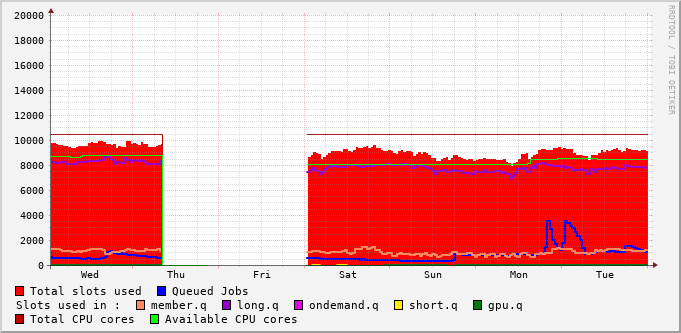 20000
18000
16000
14000
12000
10000
8000
6000
4000
2000
0
Wed Thu Fri Sat Sun Mon Tue
RRDTOOL / TOBI OETIKER
Total slots used Queued Jobs
Slots used in : member.q long.q ondemand.q short.q gpu.q
Total CPU cores Available CPU cores